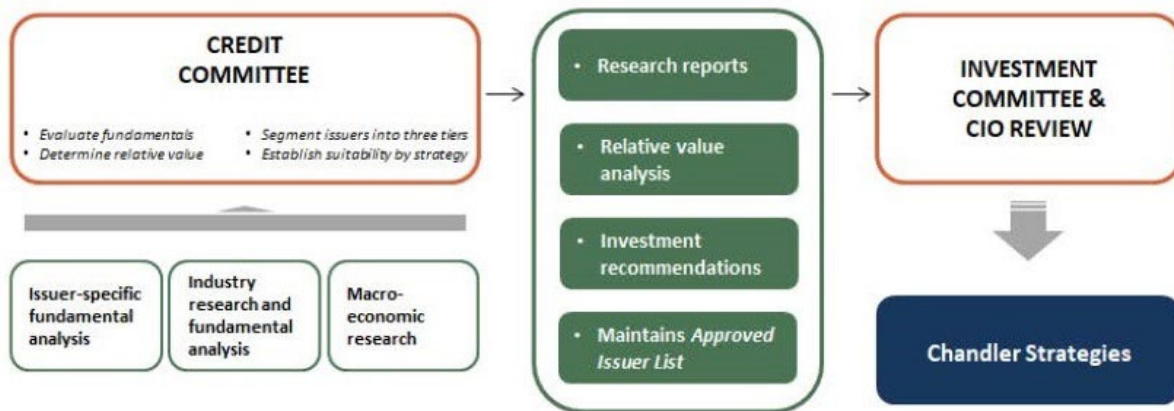 CREDIT
COMMITTEE
• Evaluate fundamentals
• Determine relative value
• Segment issuers into three tiers
• Establish suitability by strategy
Issuer-specific
fundamental
analysis
Industry
research and
fundamental
analysis
Macro-
economic
research
• Research reports
• Relative value
analysis
• Investment
recommendations
• Maintains Approved
Issuer List
INVESTMENT
COMMITTEE &
CIO REVIEW
Chandler Strategies